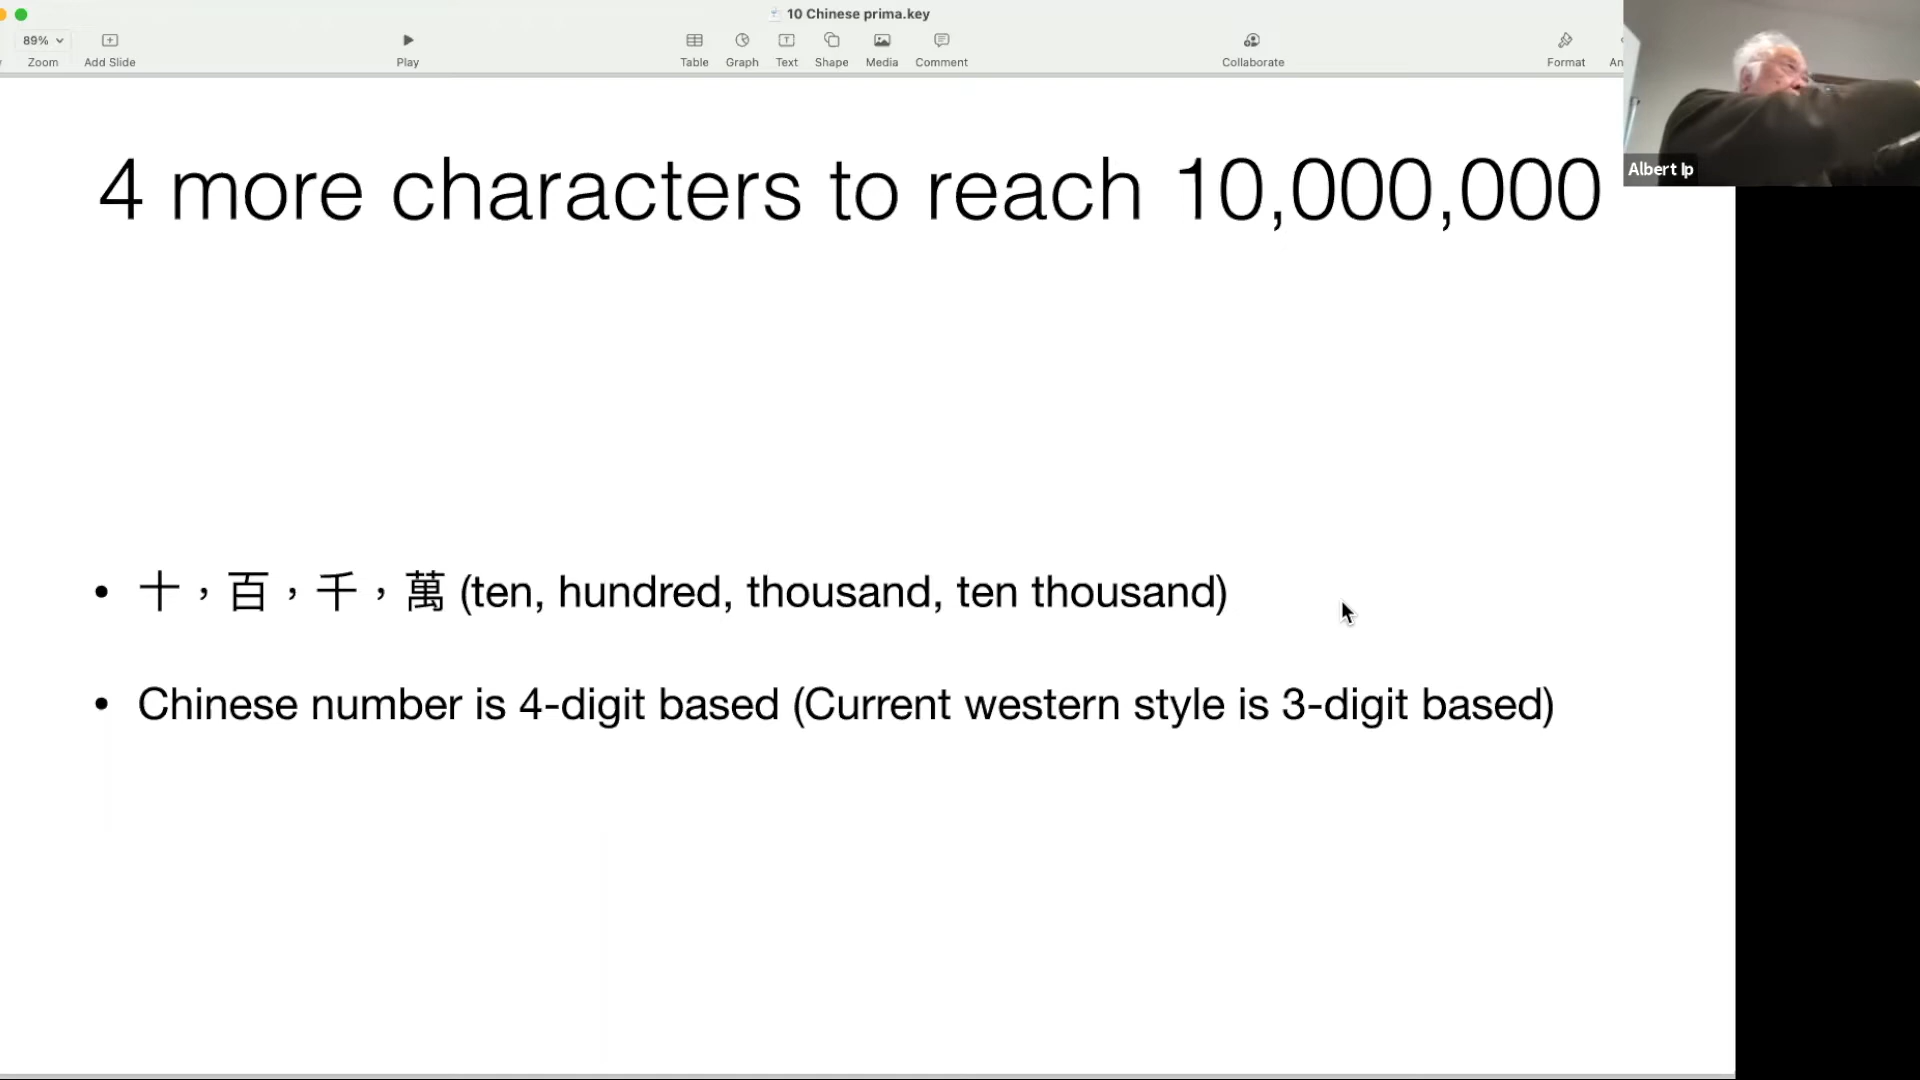 10 Chinese prima.key
89%
Zoom
Add Slide
Play
Table
Graph
Text
Shape
Media
Comment
Collaborate
Format
Albert Ip
4 more characters to reach 10,000,000
• 十，百，千，萬 (ten, hundred, thousand, ten thousand)
• Chinese number is 4-digit based (Current western style is 3-digit based)